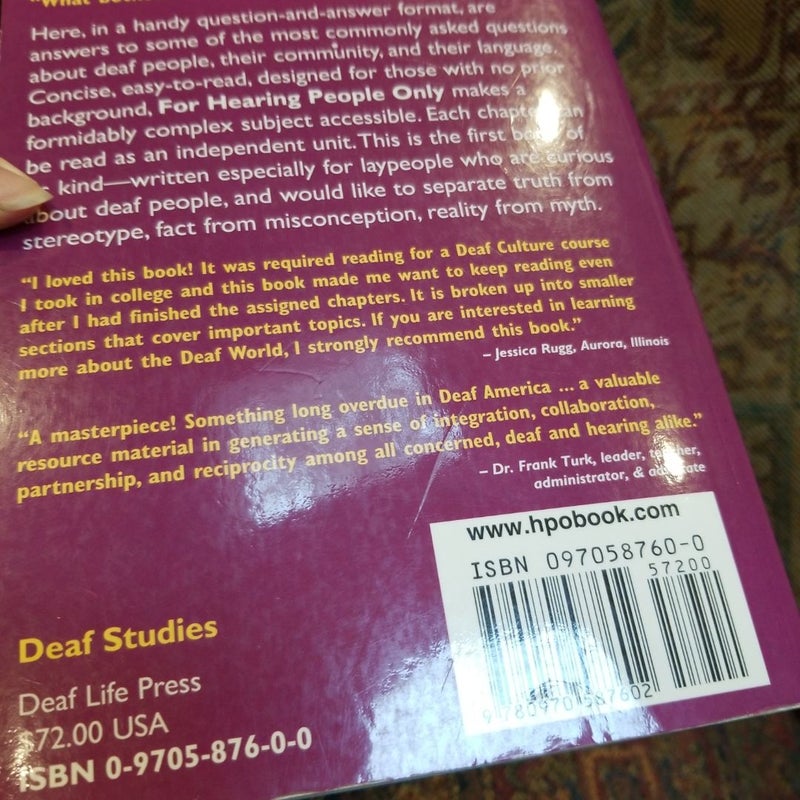 "What
Here, in a handy question-and-answer format, are
answers to some of the most commonly asked questions
about deaf people, their community, and their language.
Concise, easy-to-read, designed for those with no prior
background, For Hearing People Only makes a
formidably complex subject accessible. Each chapter can
be read as an independent unit. This is the first book of
kind—written especially for laypeople who are curious
about deaf people, and would like to separate truth from
stereotype, fact from misconception, reality from myth.
"I loved this book! It was required reading for a Deaf Culture course
I took in college and this book made me want to keep reading even
after I had finished the assigned chapters. It is broken up into smaller
sections that cover important topics. If you are interested in learning
more about the Deaf World, I strongly recommend this book."
– Jessica Rugg, Aurora, Illinois
"A masterpiece! Something long overdue in Deaf America ... a valuable
resource material in generating a sense of integration, collaboration,
partnership, and reciprocity among all concerned, deaf and hearing alike."
– Dr. Frank Turk, leader, teacher,
administrator, & advocate
www.hpobook.com
ISBN 097058760-0
57200
9 780970 587602
Deaf Studies
Deaf Life Press
$72.00 USA
ISBN 0-9705-876-0-0